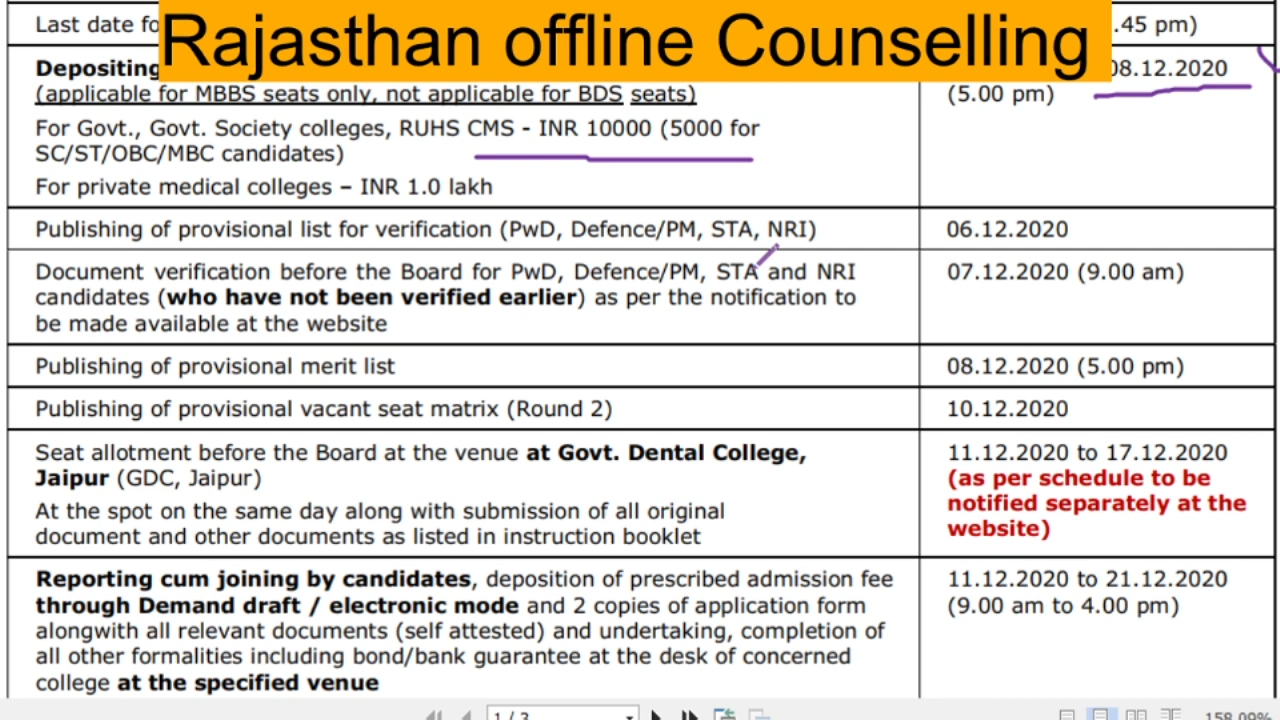 Rajasthan offline Counselling
Last date fo
.45 pm)
Depositing
08.12.2020
(applicable for MBBS seats only, not applicable for BDS seats)
(5.00 pm)
For Govt., Govt. Society colleges, RUHS CMS - INR 10000 (5000 for
SC/ST/OBC/MBC candidates)
For private medical colleges – INR 1.0 lakh
Publishing of provisional list for verification (PwD, Defence/PM, STA, NRI)
06.12.2020
Document verification before the Board for PwD, Defence/PM, STA and NRI
07.12.2020 (9.00 am)
candidates (who have not been verified earlier) as per the notification to
be made available at the website
Publishing of provisional merit list
08.12.2020 (5.00 pm)
Publishing of provisional vacant seat matrix (Round 2)
10.12.2020
Seat allotment before the Board at the venue at Govt. Dental College,
Jaipur (GDC, Jaipur)
At the spot on the same day along with submission of all original
document and other documents as listed in instruction booklet
11.12.2020 to 17.12.2020
(as per schedule to be
notified separately at the
website)
Reporting cum joining by candidates, deposition of prescribed admission fee
through Demand draft / electronic mode and 2 copies of application form
alongwith all relevant documents (self attested) and undertaking, completion of
all other formalities including bond/bank guarantee at the desk of concerned
college at the specified venue
11.12.2020 to 21.12.2020
(9.00 am to 4.00 pm)
1 / 3
158.09%